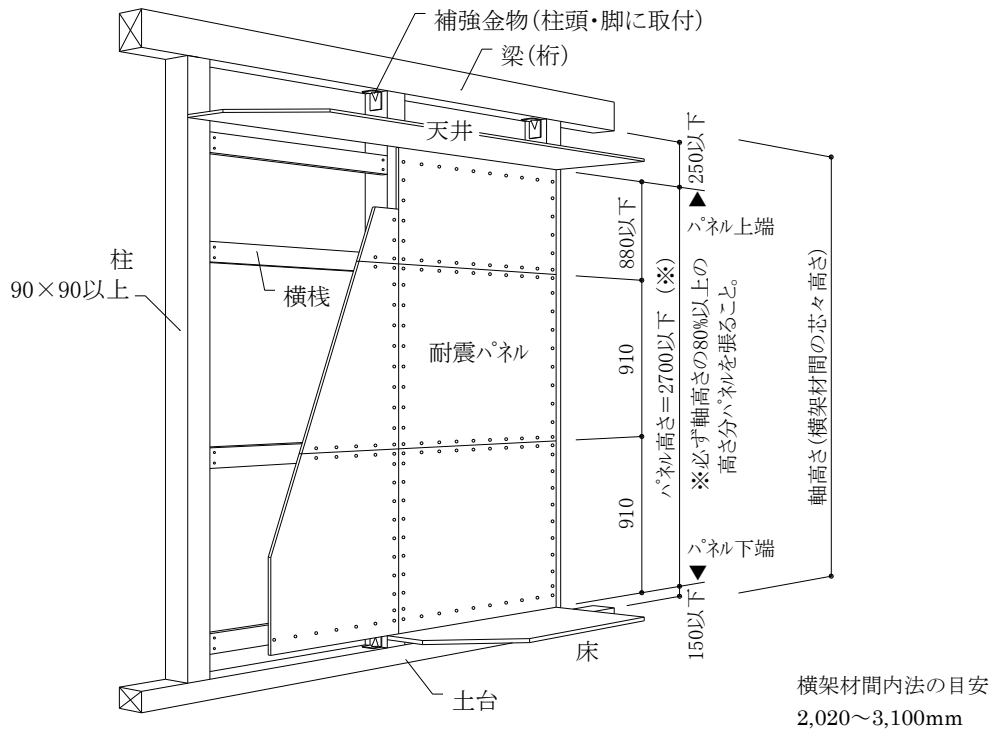 補強金物(柱頭・脚に取付)
梁(桁)
天井
柱
90×90以上
横桟
耐震パネル
250以下
パネル上端
880以下
910
910
パネル高さ=2700以下 (※)
※必ず軸高さの80%以上の
高さ分パネルを張ること。
軸高さ(横架材間の芯々高さ)
パネル下端
150以下
床
土台
横架材間内法の目安
2,020～3,100mm